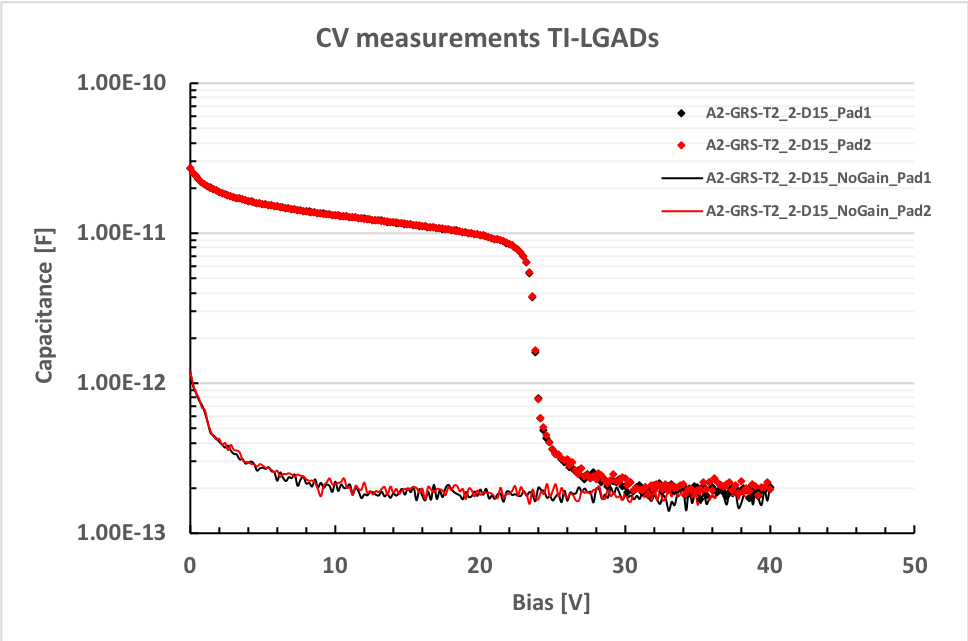 CV measurements TI-LGADs
1.00E-10
1.00E-11
1.00E-12
1.00E-13
Capacitance [F]
A2-GRS-T2_2-D15_Pad1
A2-GRS-T2_2-D15_Pad2
A2-GRS-T2_2-D15_NoGain_Pad1
A2-GRS-T2_2-D15_NoGain_Pad2
0 10 20 30 40 50
Bias [V]